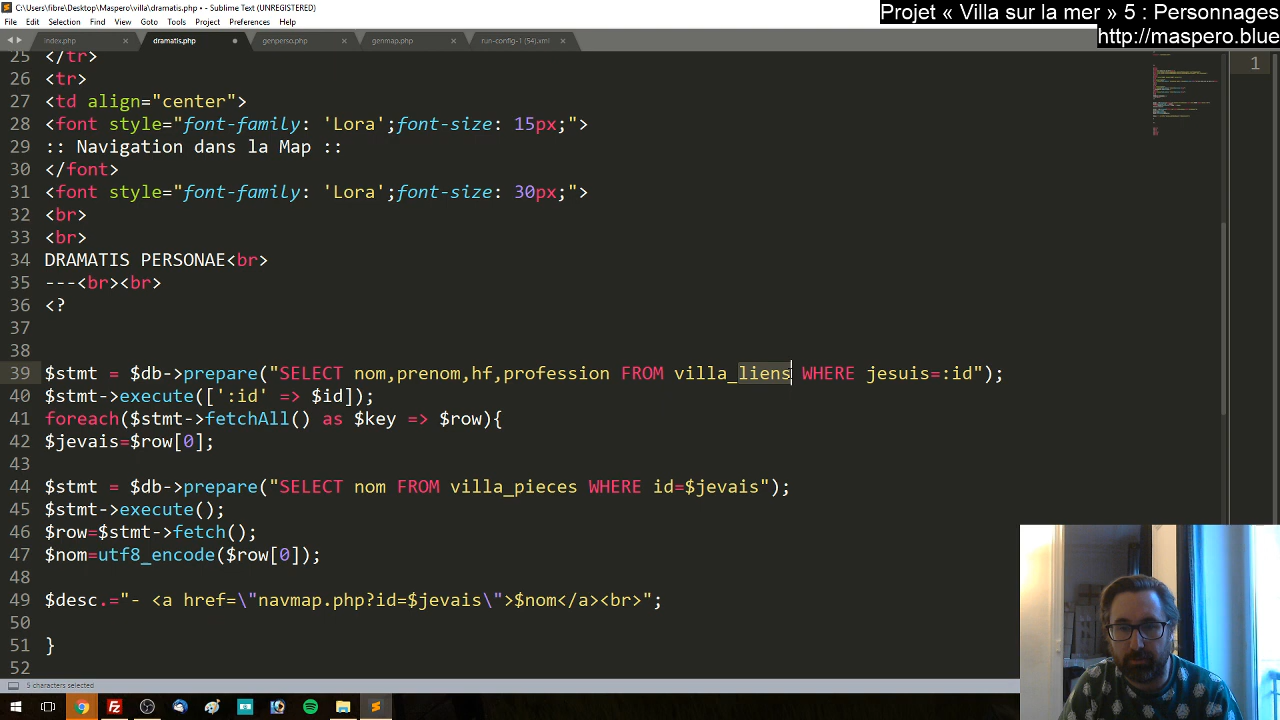 C:\Users\fibre\Desktop\Maspero\villa\dramatis.php • - Sublime Text (UNREGISTERED)
Projet « Villa sur la mer » 5 : Personnages
File Edit Selection Find View Goto Tools Project Preferences Help
http://maspero.blue
index.php × dramatis.php genperso.php × genmap.php × run-config-1 (54).xml ×
25 </tr>
1
26 <tr>
27 <td align="center">
28 <font style="font-family: 'Lora';font-size: 15px;">
29 :: Navigation dans la Map ::
30 </font>
31 <font style="font-family: 'Lora';font-size: 30px;">
32 <br>
33 <br>
34 DRAMATIS PERSONAE<br>
35 ---<br><br>
36 <?
37
38
39 $stmt = $db->prepare("SELECT nom,prenom,hf,profession FROM villa_liens WHERE jesuis=:id");
40 $stmt->execute([':id' => $id]);
41 foreach($stmt->fetchAll() as $key => $row){
42 $jevais=$row[0];
43
44 $stmt = $db->prepare("SELECT nom FROM villa_pieces WHERE id=$jevais");
45 $stmt->execute();
46 $row=$stmt->fetch();
47 $nom=utf8_encode($row[0]);
48
49 $desc.="- <a href=\"navmap.php?id=$jevais\">$nom</a><br>";
50
51 }
52
5 characters selected